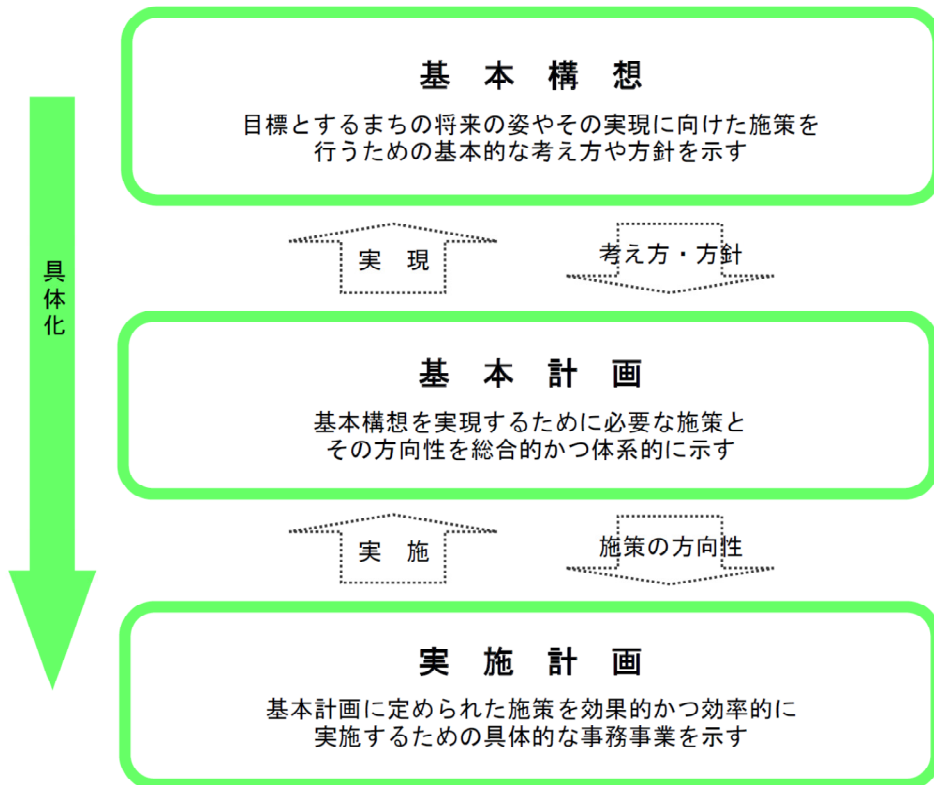 基本構想
目標とするまちの将来の姿やその実現に向けた施策を
行うための基本的な考え方や方針を示す
実現
考え方・方針
具体化
基本計画
基本構想を実現するために必要な施策と
その方向性を総合的かつ体系的に示す
実施
施策の方向性
実施計画
基本計画に定められた施策を効果的かつ効率的に
実施するための具体的な事務事業を示す